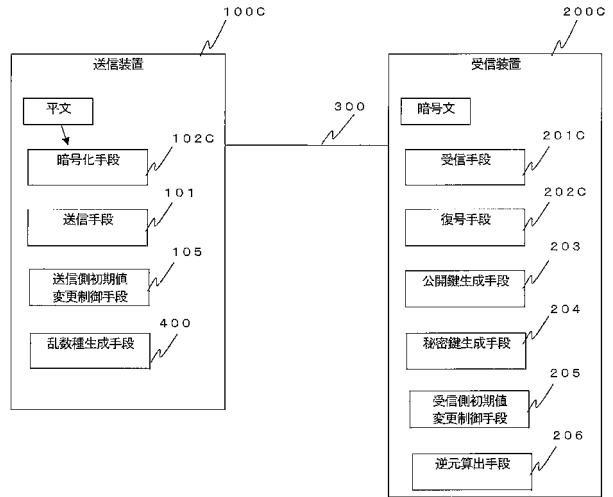 100C
送信装置
平文
暗号化手段
102C
送信手段
101
送信側初期値
変更制御手段
105
乱数種生成手段
400
300
200C
受信装置
暗号文
受信手段
201C
復号手段
202C
公開鍵生成手段
203
秘密鍵生成手段
204
受信側初期値
変更制御手段
205
逆元算出手段
206